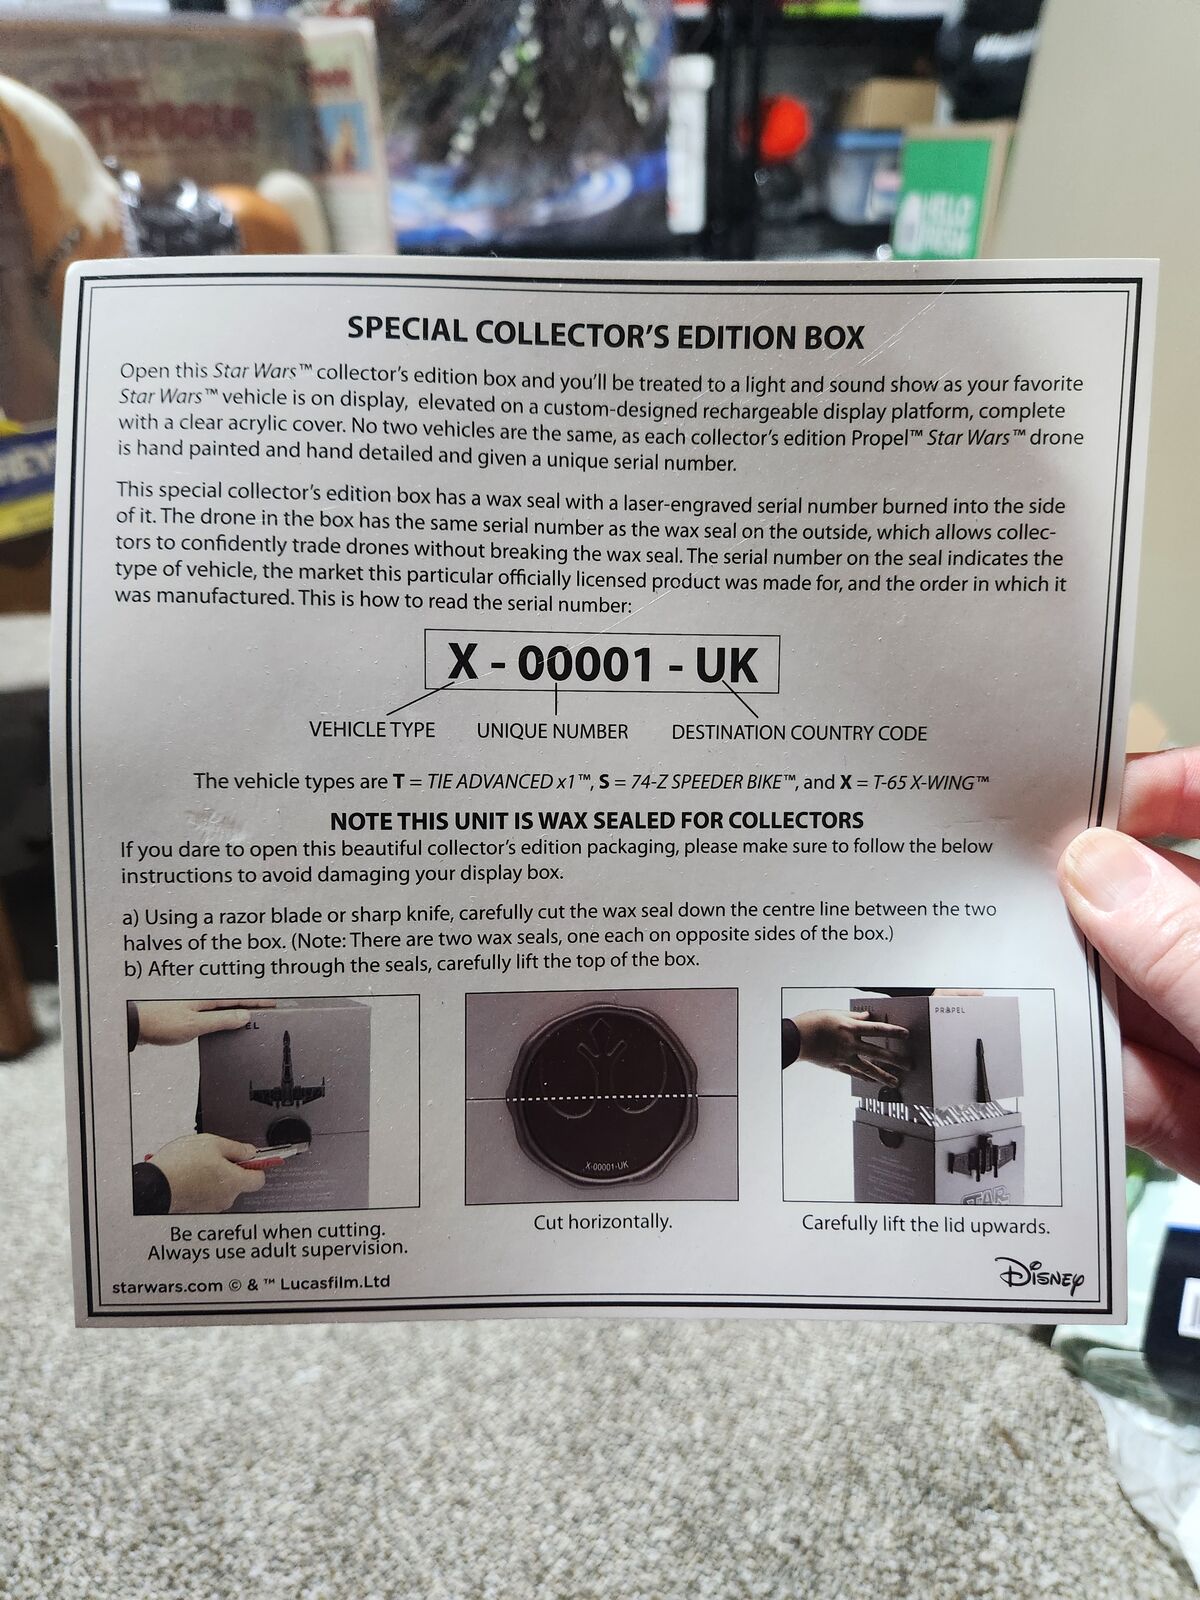 TRIGGER
HELLO
FRESH
SPECIAL COLLECTOR'S EDITION BOX
Open this Star Wars™ collector's edition box and you'll be treated to a light and sound show as your favorite
Star Wars™ vehicle is on display, elevated on a custom-designed rechargeable display platform, complete
with a clear acrylic cover. No two vehicles are the same, as each collector's edition Propel™ Star Wars™ drone
is hand painted and hand detailed and given a unique serial number.
This special collector's edition box has a wax seal with a laser-engraved serial number burned into the side
of it. The drone in the box has the same serial number as the wax seal on the outside, which allows collec-
tors to confidently trade drones without breaking the wax seal. The serial number on the seal indicates the
type of vehicle, the market this particular officially licensed product was made for, and the order in which it
was manufactured. This is how to read the serial number:
X - 00001 - UK
VEHICLE TYPE UNIQUE NUMBER DESTINATION COUNTRY CODE
The vehicle types are T = TIE ADVANCED x1™, S = 74-Z SPEEDER BIKE™, and X = T-65 X-WING™
NOTE THIS UNIT IS WAX SEALED FOR COLLECTORS
If you dare to open this beautiful collector's edition packaging, please make sure to follow the below
instructions to avoid damaging your display box.
a) Using a razor blade or sharp knife, carefully cut the wax seal down the centre line between the two
halves of the box. (Note: There are two wax seals, one each on opposite sides of the box.)
b) After cutting through the seals, carefully lift the top of the box.
EL
X-00001-UK
PROPEL
STAR
Be careful when cutting.
Always use adult supervision.
Cut horizontally.
Carefully lift the lid upwards.
starwars.com © & ™ Lucasfilm.Ltd
Disney